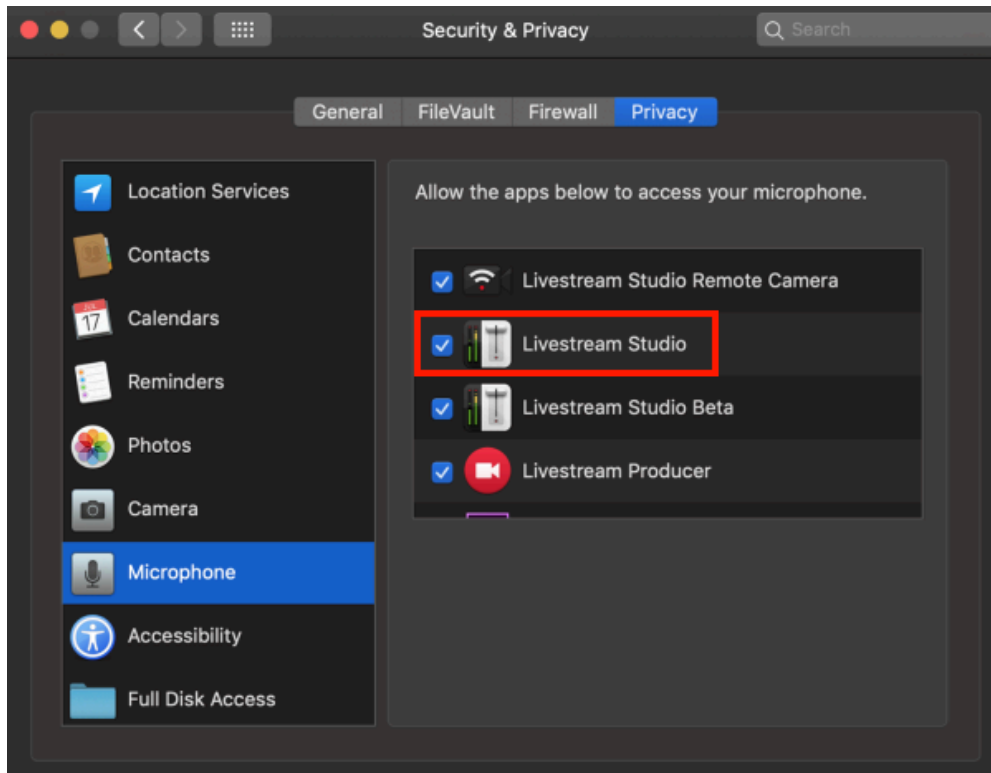 Security & Privacy
Search
General FileVault Firewall Privacy
Location Services
Contacts
Calendars
Reminders
Photos
Camera
Microphone
Accessibility
Full Disk Access
Allow the apps below to access your microphone.
Livestream Studio Remote Camera
Livestream Studio
Livestream Studio Beta
Livestream Producer
JUL
17